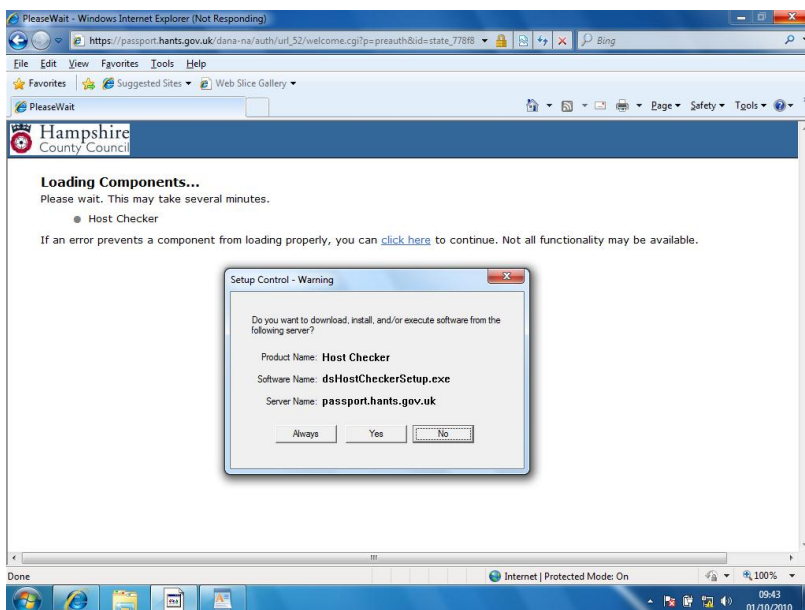 PleaseWait - Windows Internet Explorer (Not Responding)
https://passport.hants.gov.uk/dana-na/auth/url_52/welcome.cgi?p=preauth&id=state_778f8
Bing
File Edit View Favorites Tools Help
Favorites Suggested Sites Web Slice Gallery
PleaseWait
Page Safety Tools
Hampshire
County Council
Loading Components...
Please wait. This may take several minutes.
Host Checker
If an error prevents a component from loading properly, you can click here to continue. Not all functionality may be available.
Setup Control - Warning
Do you want to download, install, and/or execute software from the
following server?
Product Name: Host Checker
Software Name: dsHostCheckerSetup.exe
Server Name: passport.hants.gov.uk
Always Yes No
Done
Internet | Protected Mode: On
100%
09:43
01/10/2010